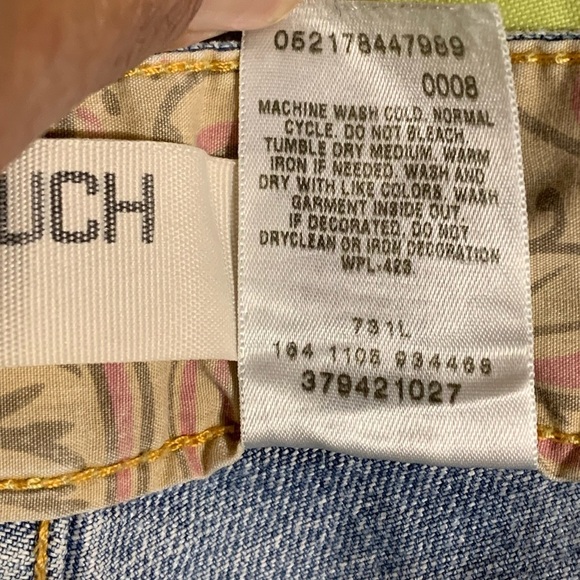 052178447989
0008
MACHINE WASH COLD, NORMAL
CYCLE. DO NOT BLEACH.
TUMBLE DRY MEDIUM. WARM
IRON IF NEEDED. WASH AND
DRY WITH LIKE COLORS. WASH
GARMENT INSIDE OUT.
IF DECORATED, DO NOT
DRYCLEAN OR IRON DECORATION
WPL-423
731L
164 1105 934468
379421027
UCH